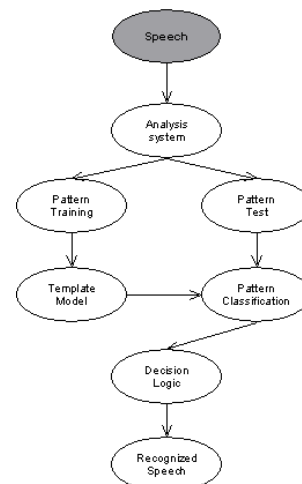 Speech
Analysis
system
Pattern
Training
Pattern
Test
Template
Model
Pattern
Classification
Decision
Logic
Recognized
Speech